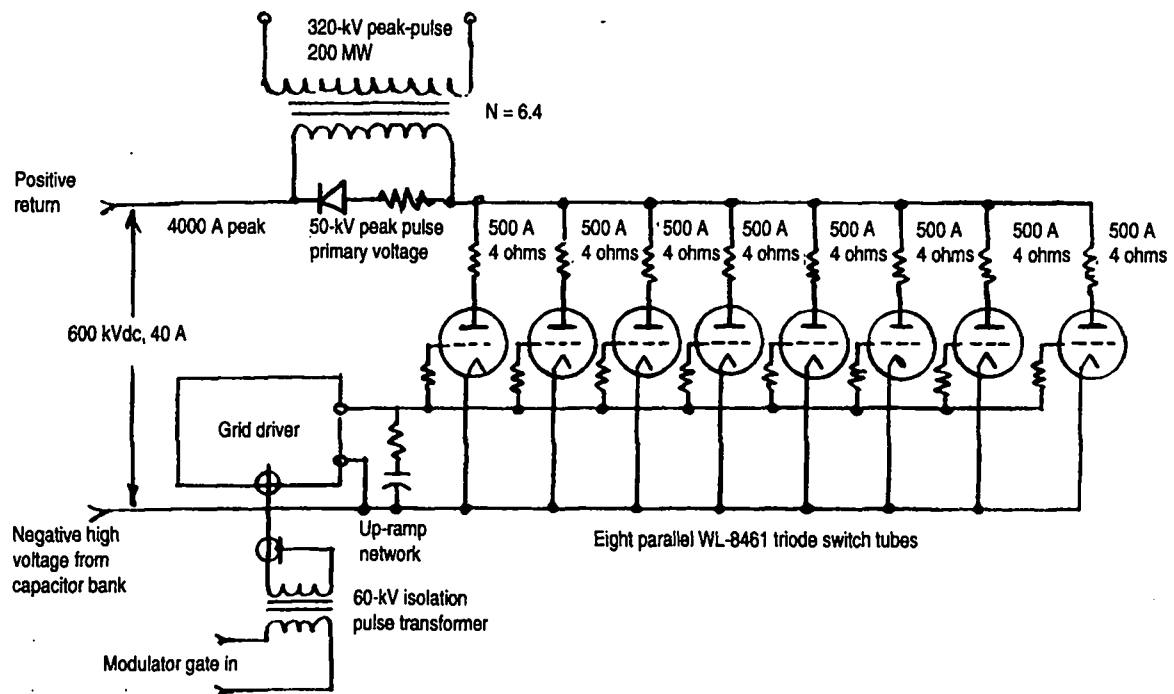 320-kV peak-pulse
200 MW
N = 6.4
Positive
return
4000 A peak
50-kV peak pulse
primary voltage
500 A
4 ohms
500 A
4 ohms
500 A
4 ohms
500 A
4 ohms
500 A
4 ohms
500 A
4 ohms
500 A
4 ohms
500 A
4 ohms
600 kVdc, 40 A
Grid driver
Negative high
voltage from
capacitor bank
Up-ramp
network
Eight parallel WL-8461 triode switch tubes
60-kV isolation
pulse transformer
Modulator gate in